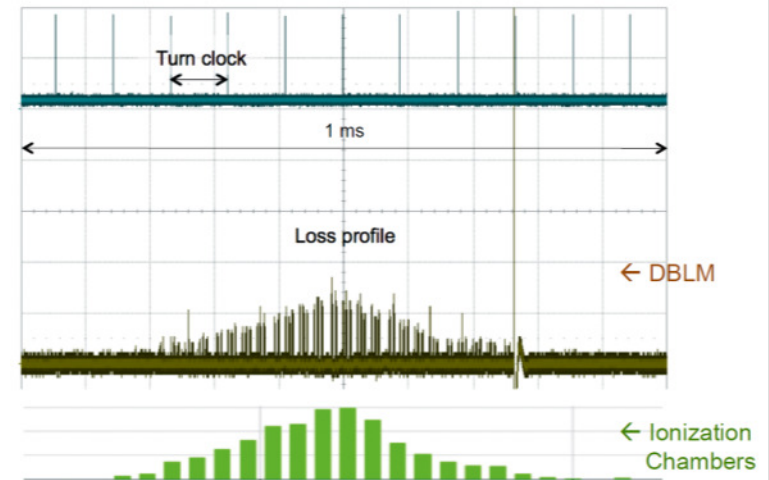 Turn clock
1 ms
Loss profile
← DBLM
← Ionization
Chambers